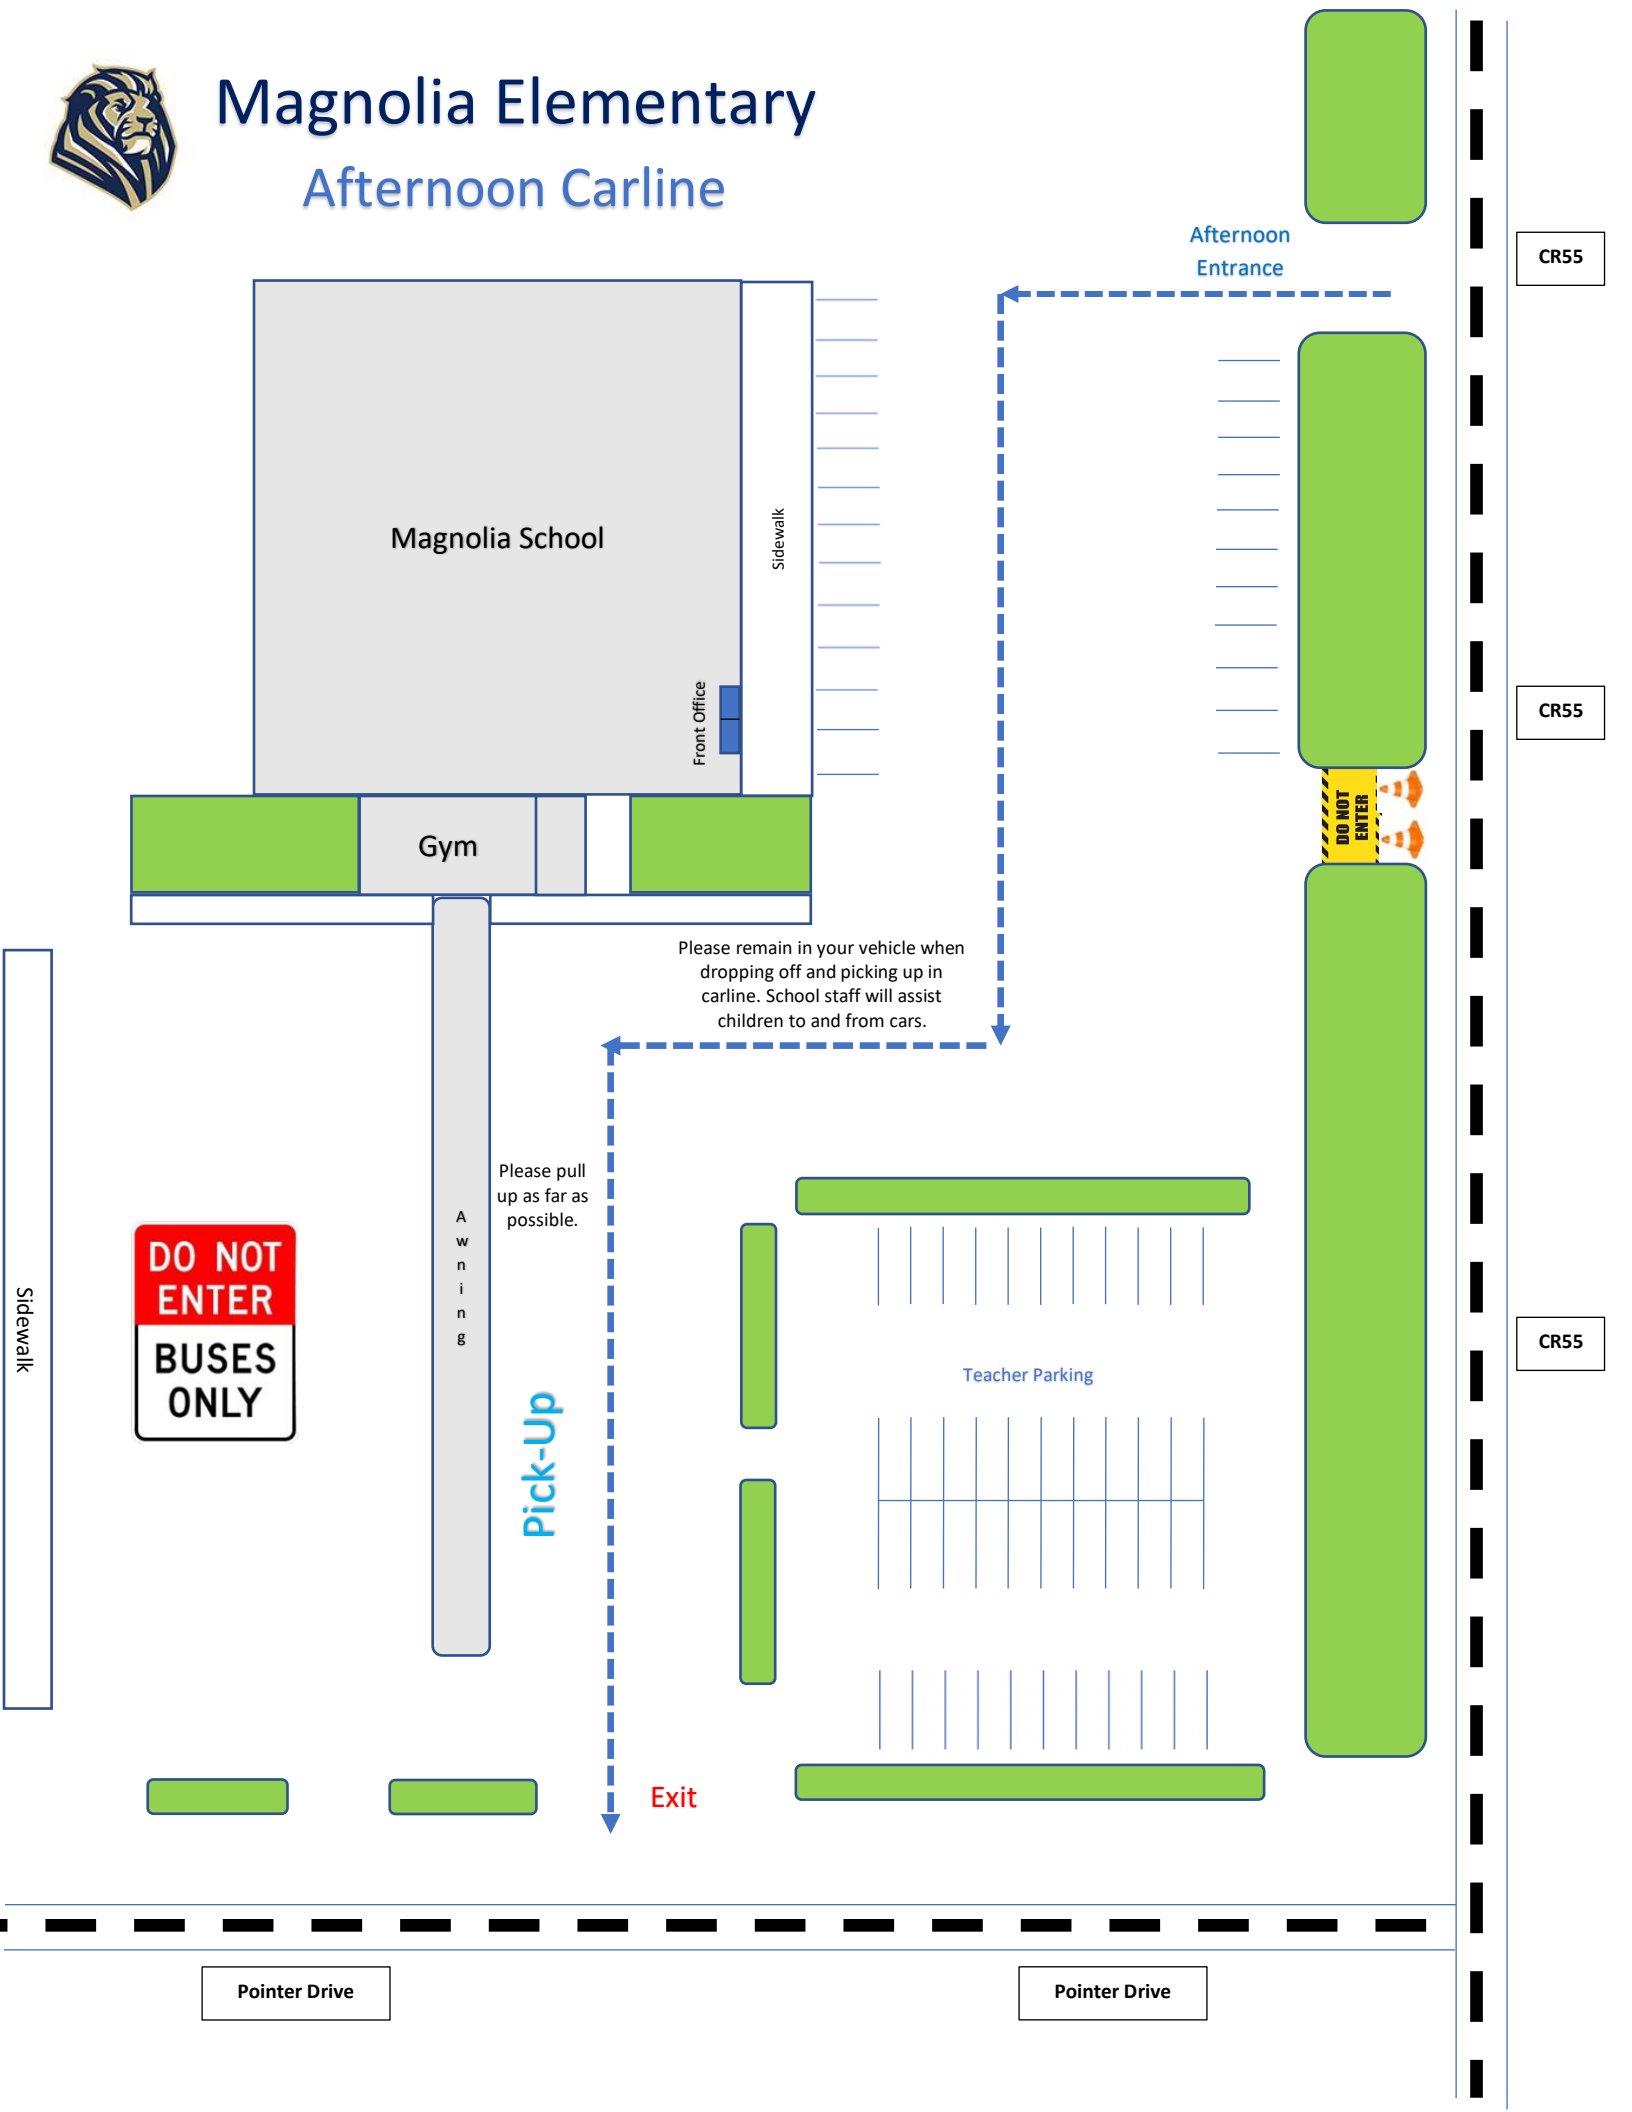 Magnolia Elementary
Afternoon Carline
Afternoon
Entrance
CR55
Magnolia School
Sidewalk
Front Office
CR55
DO NOT
ENTER
Gym
Please remain in your vehicle when
dropping off and picking up in
carline. School staff will assist
children to and from cars.
Please pull
up as far as
possible.
Awning
DO NOT
ENTER
BUSES
ONLY
Sidewalk
Pick-Up
Teacher Parking
CR55
Exit
Pointer Drive
Pointer Drive